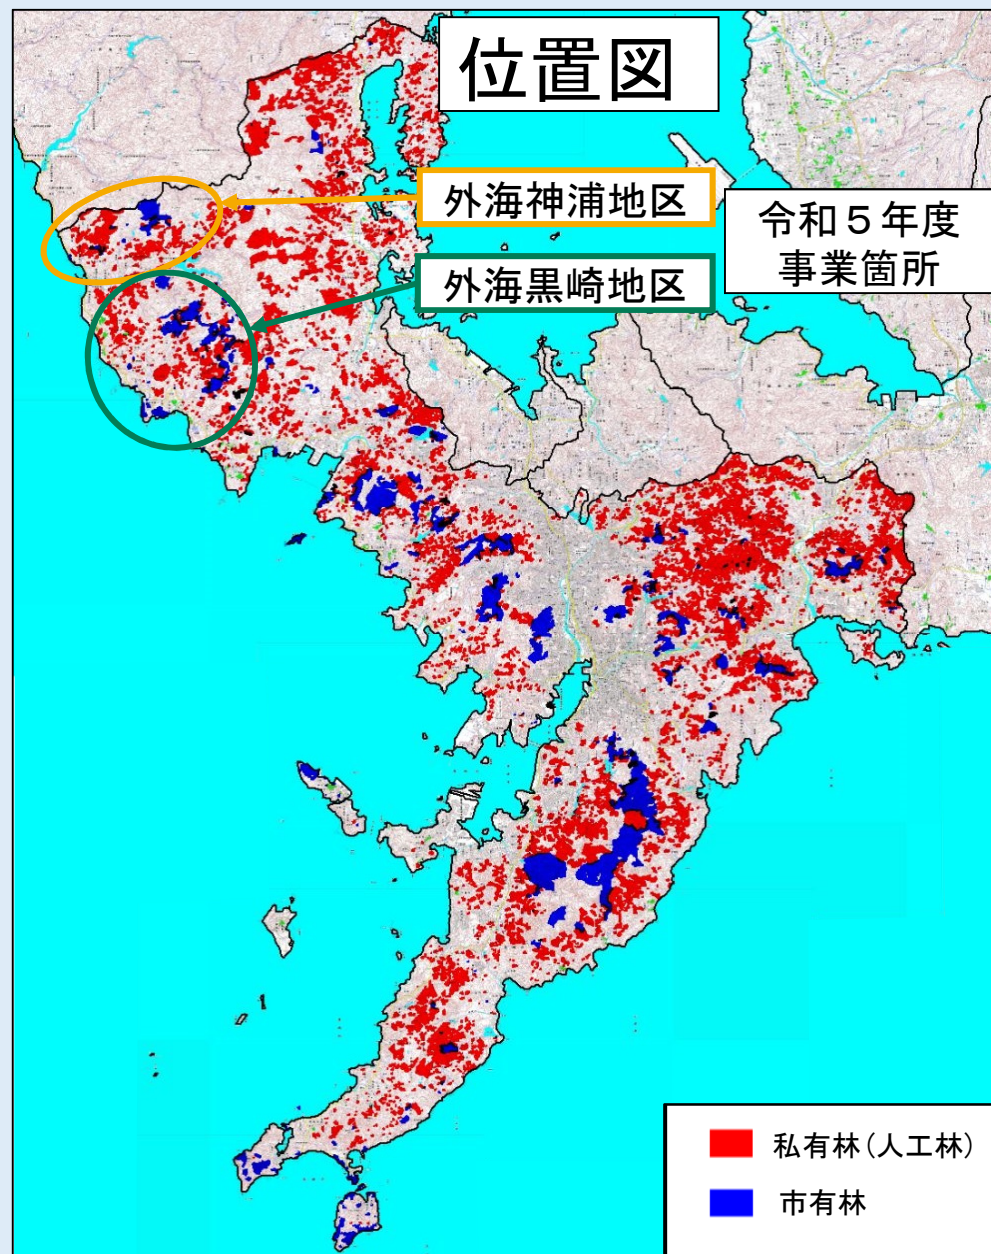 位置図
外海神浦地区
令和５年度
事業箇所
外海黒崎地区
私有林(人工林)
市有林